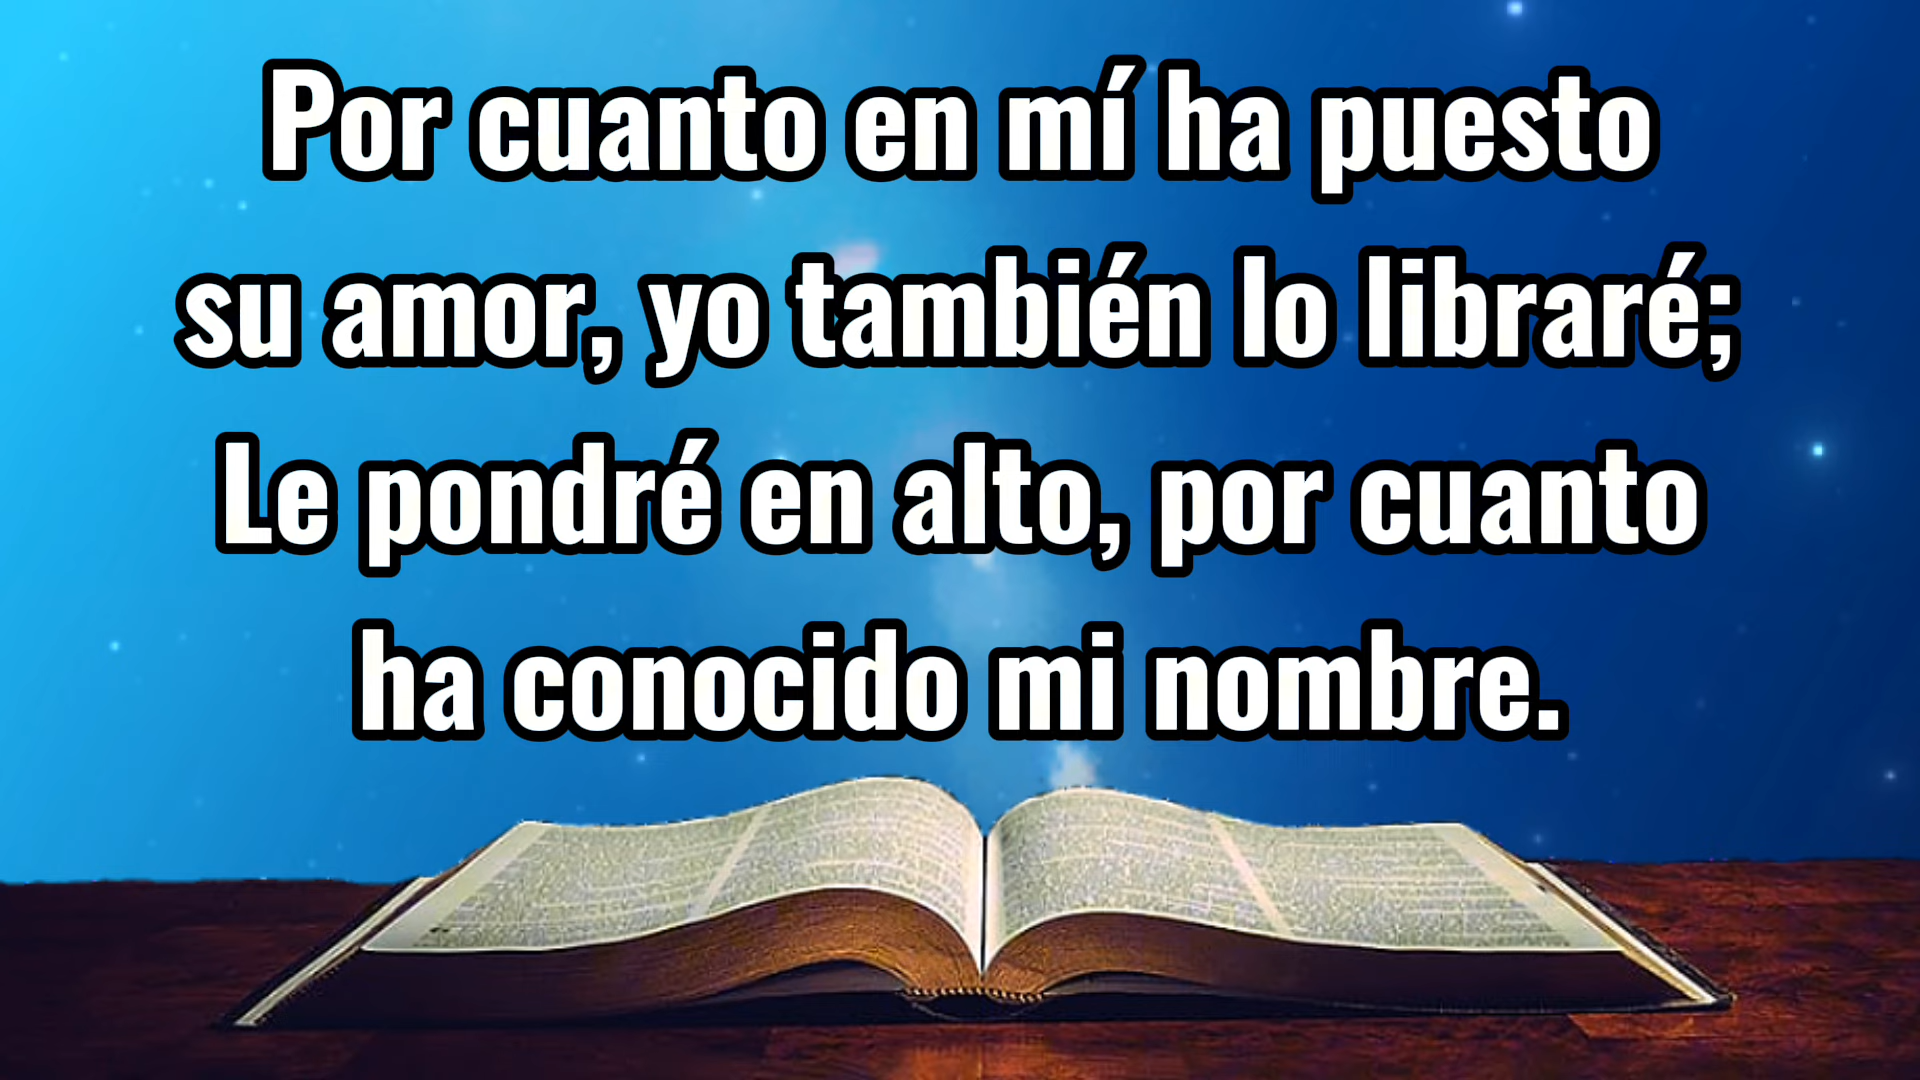 Por cuanto en mí ha puesto
su amor, yo también lo libraré;
Le pondré en alto, por cuanto
ha conocido mi nombre.